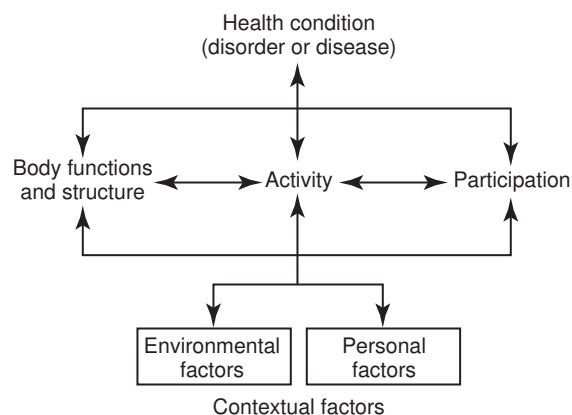 Health condition
(disorder or disease)
Body functions
and structure
Activity
Participation
Environmental
factors
Personal
factors
Contextual factors